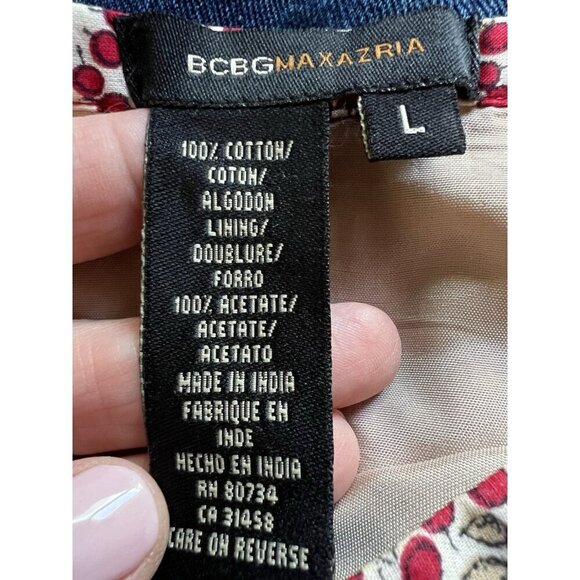 BCBGMAXAZRIA
L
100% COTTON/
COTON/
ALGODON
LINING/
DOUBLURE/
FORRO
100% ACETATE/
ACETATE/
ACETATO
MADE IN INDIA
FABRIQUE EN
INDE
HECHO EN INDIA
RN 80734
CA 31458
CARE ON REVERSE